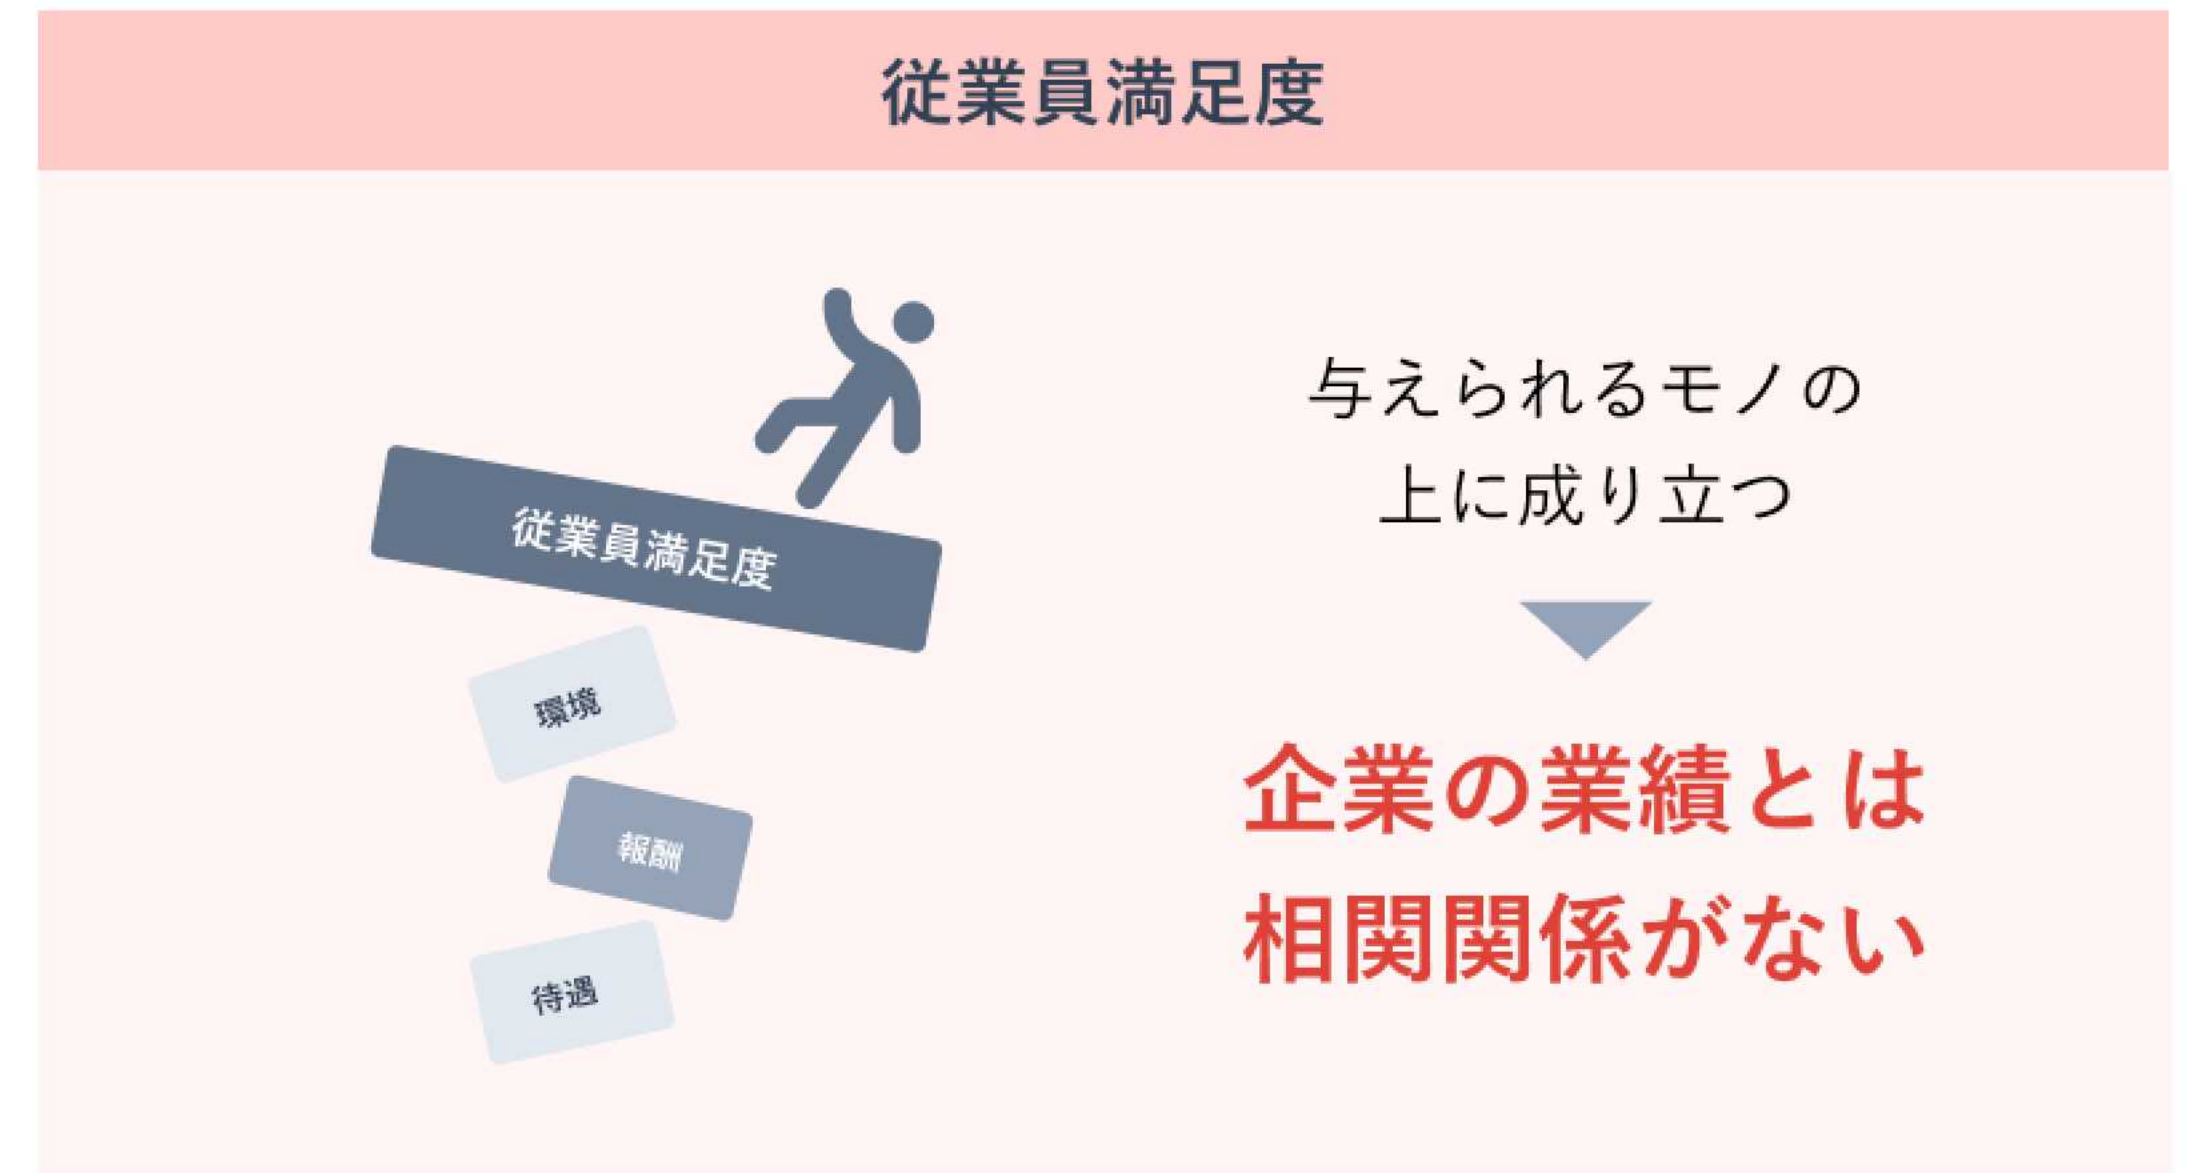 従業員満足度
従業員満足度
環境
報酬
待遇
与えられるモノの
上に成り立つ
企業の業績とは
相関関係がない